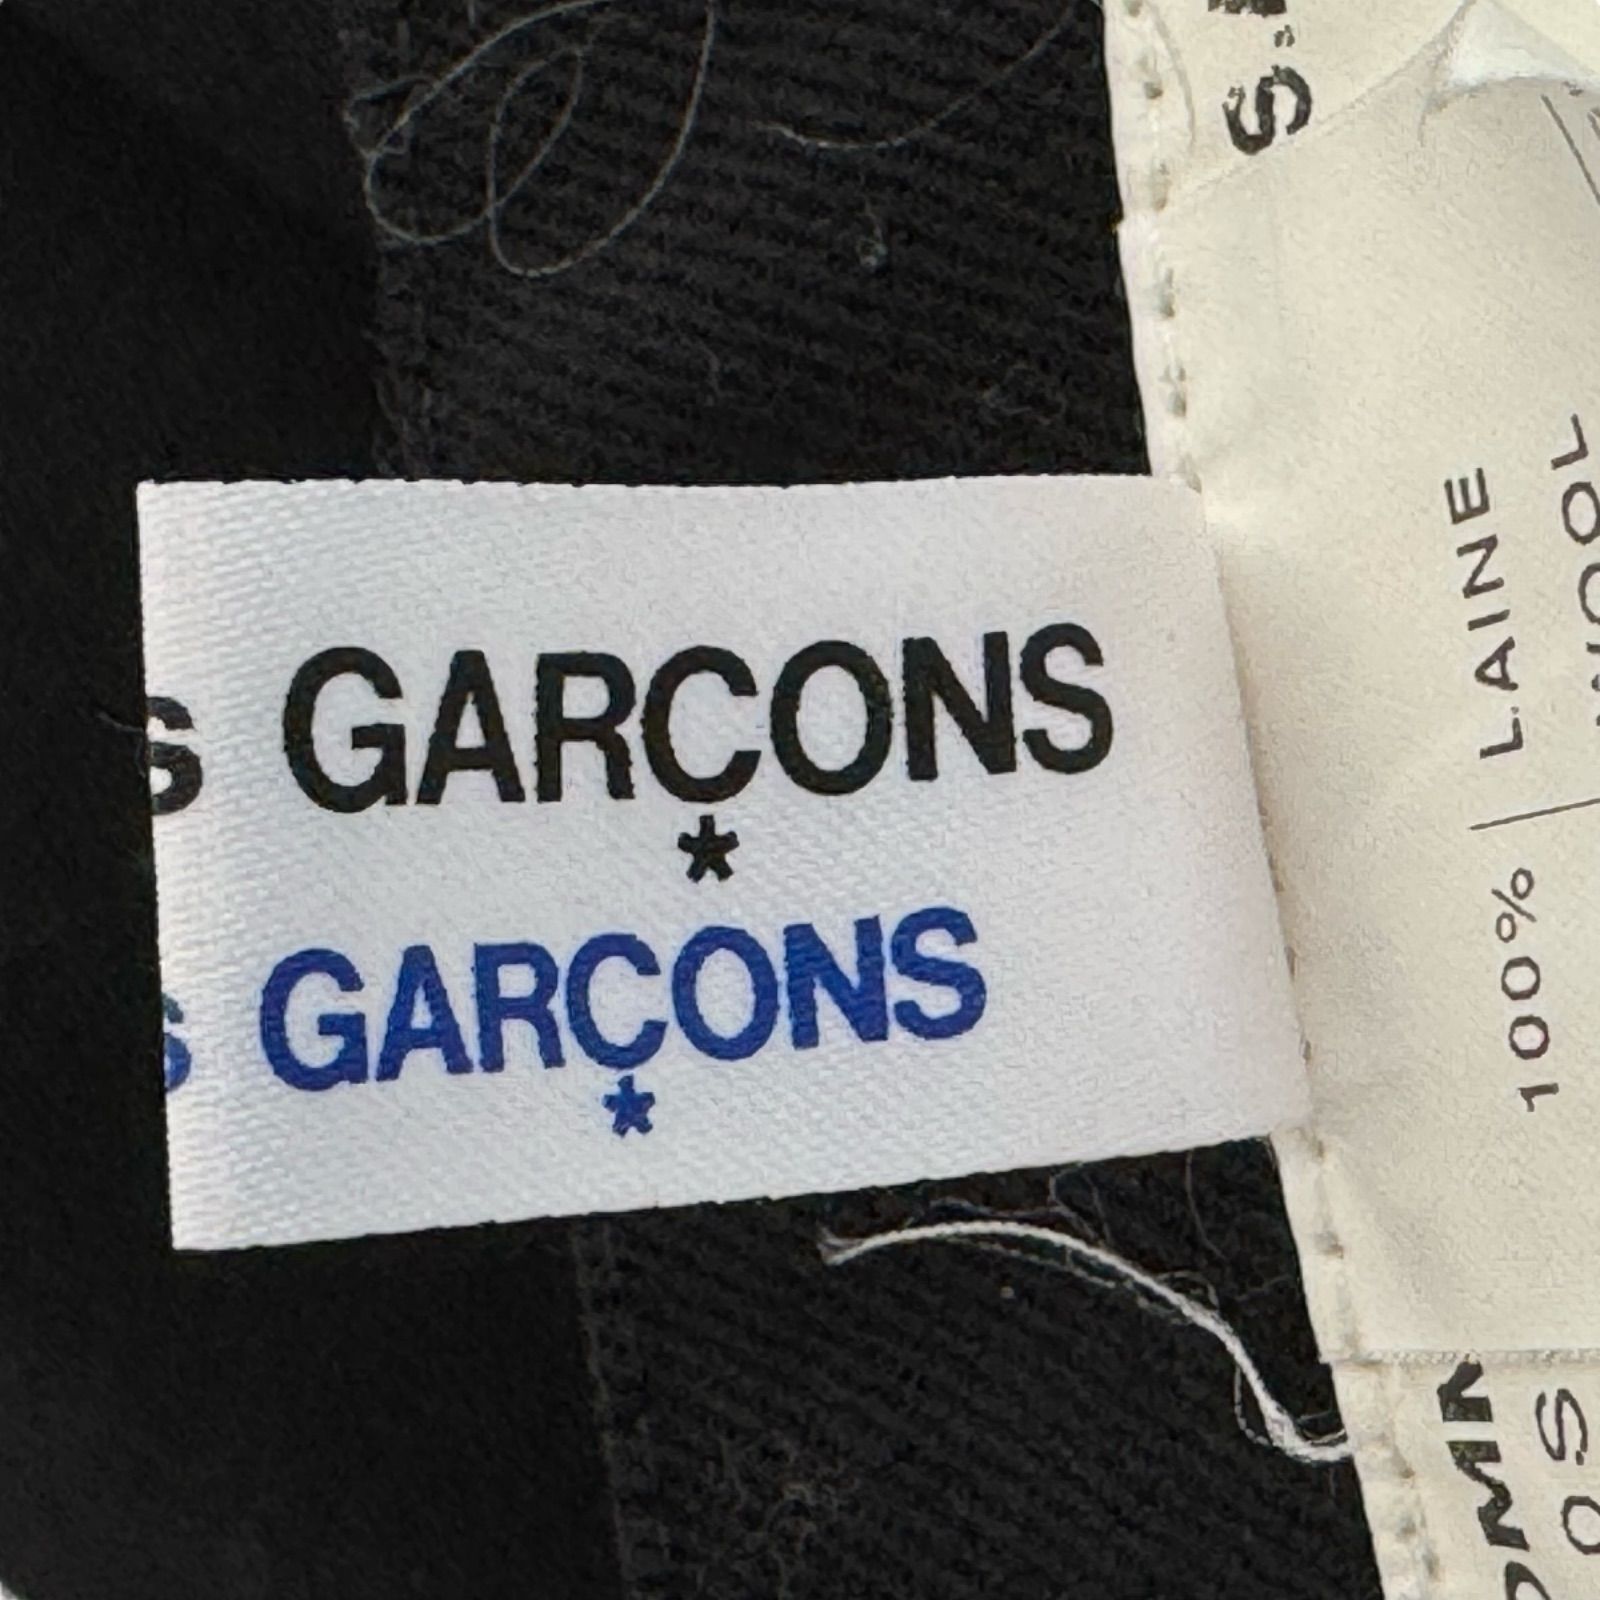 S GARÇONS
*
S GARÇONS
*
100% | LAINE
WOOL